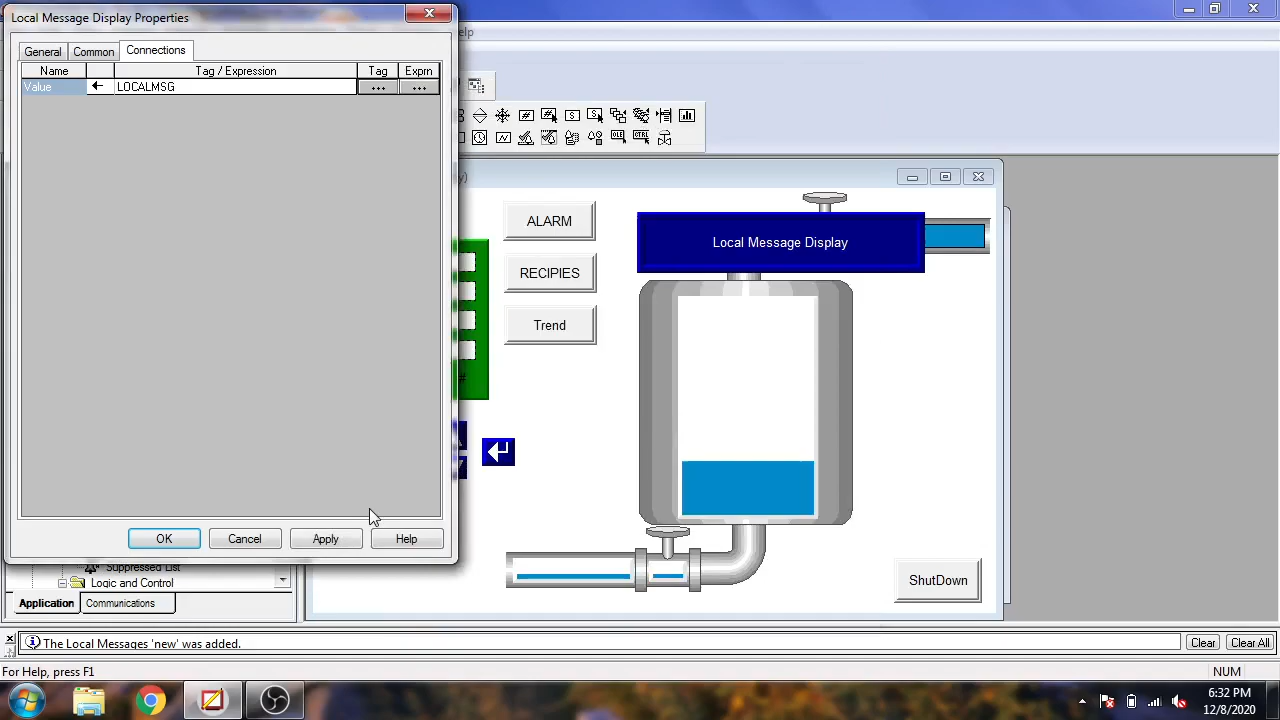 Local Message Display Properties
elp
General Common Connections
Name Tag / Expression Tag Exprn
Value LOCALMSG ... ...
ALARM
Local Message Display
RECIPIES
Trend
#
OK Cancel Apply Help
ShutDown
Suppressed List
Logic and Control
Application Communications
The Local Messages 'new' was added.
Clear Clear All
For Help, press F1
NUM
6:32 PM
12/8/2020